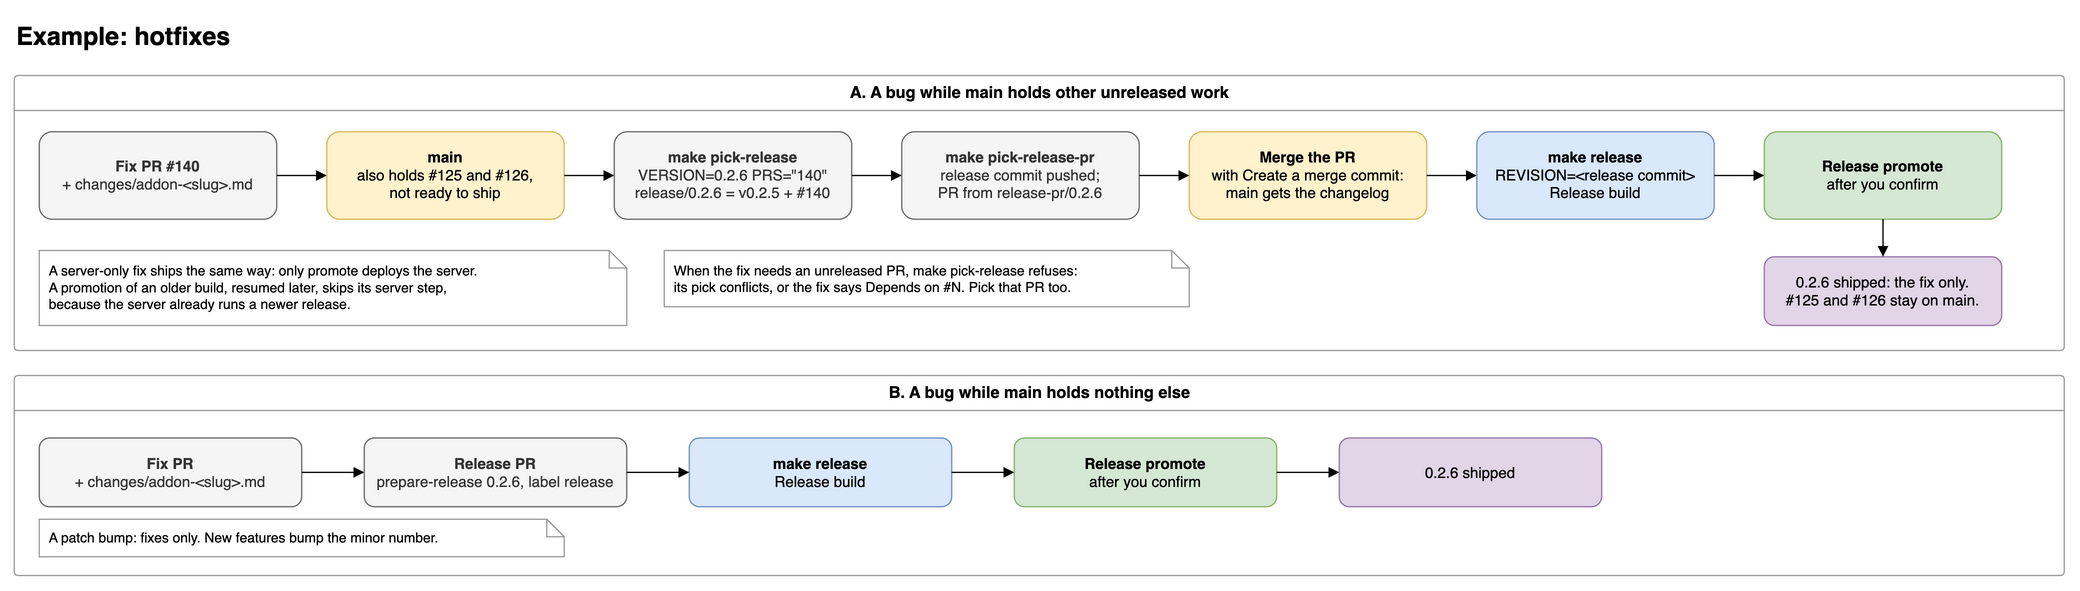 Example: hotfixes
A. A bug while main holds other unreleased work
Fix PR #140
+ changes/addon-<slug>.md
main
also holds #125 and #126,
not ready to ship
make pick-release
VERSION=0.2.6 PRS="140"
release/0.2.6 = v0.2.5 + #140
make pick-release-pr
release commit pushed;
PR from release-pr/0.2.6
Merge the PR
with Create a merge commit:
main gets the changelog
make release
REVISION=<release commit>
Release build
Release promote
after you confirm
A server-only fix ships the same way: only promote deploys the server.
A promotion of an older build, resumed later, skips its server step,
because the server already runs a newer release.
When the fix needs an unreleased PR, make pick-release refuses:
its pick conflicts, or the fix says Depends on #N. Pick that PR too.
0.2.6 shipped: the fix only.
#125 and #126 stay on main.
B. A bug while main holds nothing else
Fix PR
+ changes/addon-<slug>.md
Release PR
prepare-release 0.2.6, label release
make release
Release build
Release promote
after you confirm
0.2.6 shipped
A patch bump: fixes only. New features bump the minor number.